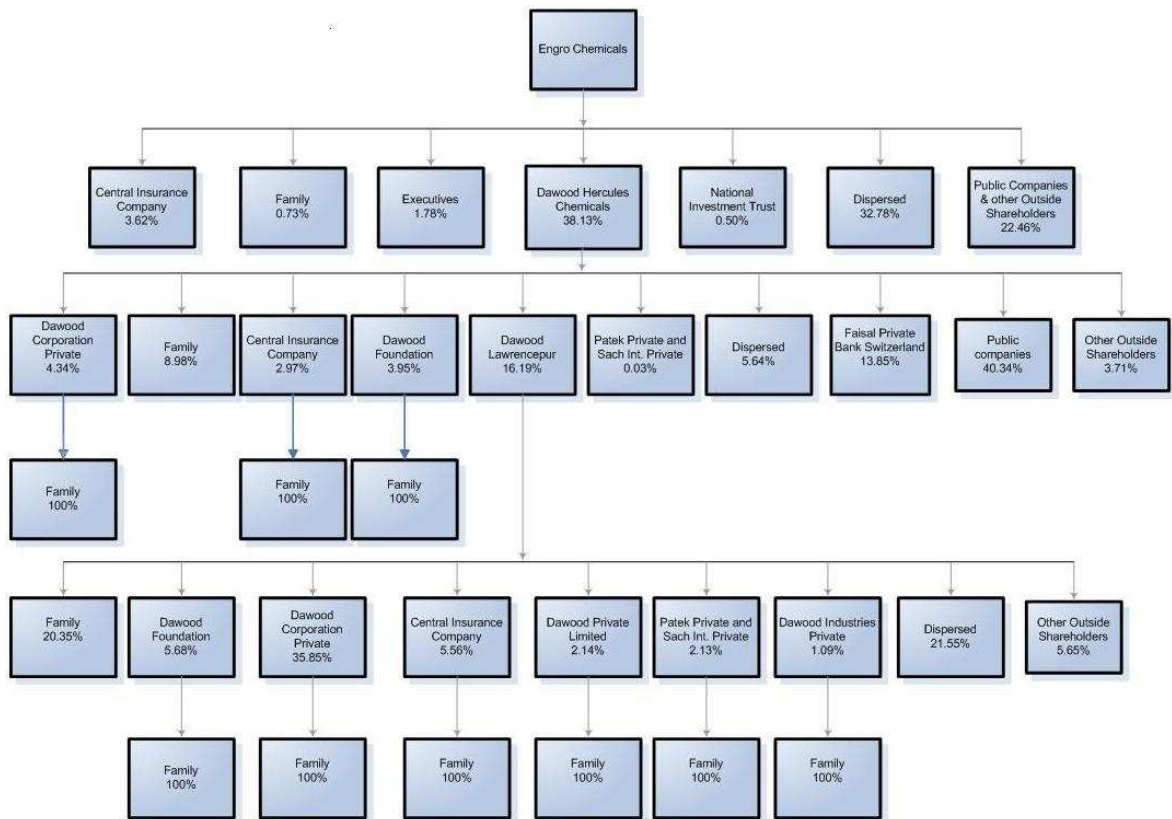 Engro Chemicals
Central Insurance
Company
3.62%
Family
0.73%
Executives
1.78%
Dawood Hercules
Chemicals
38.13%
National
Investment Trust
0.50%
Dispersed
32.78%
Public Companies
& other Outside
Shareholders
22.46%
Dawood
Corporation
Private
4.34%
Family
8.98%
Central Insurance
Company
2.97%
Dawood
Foundation
3.95%
Dawood
Lawrencepur
16.19%
Patek Private and
Sach Int. Private
0.03%
Dispersed
5.64%
Faisal Private
Bank Switzerland
13.85%
Public
companies
40.34%
Other Outside
Shareholders
3.71%
Family
100%
Family
100%
Family
100%
Family
20.35%
Dawood
Foundation
5.68%
Dawood
Corporation
Private
35.85%
Central Insurance
Company
5.56%
Dawood Private
Limited
2.14%
Patek Private and
Sach Int. Private
2.13%
Dawood Industries
Private
1.09%
Dispersed
21.55%
Other Outside
Shareholders
5.65%
Family
100%
Family
100%
Family
100%
Family
100%
Family
100%
Family
100%